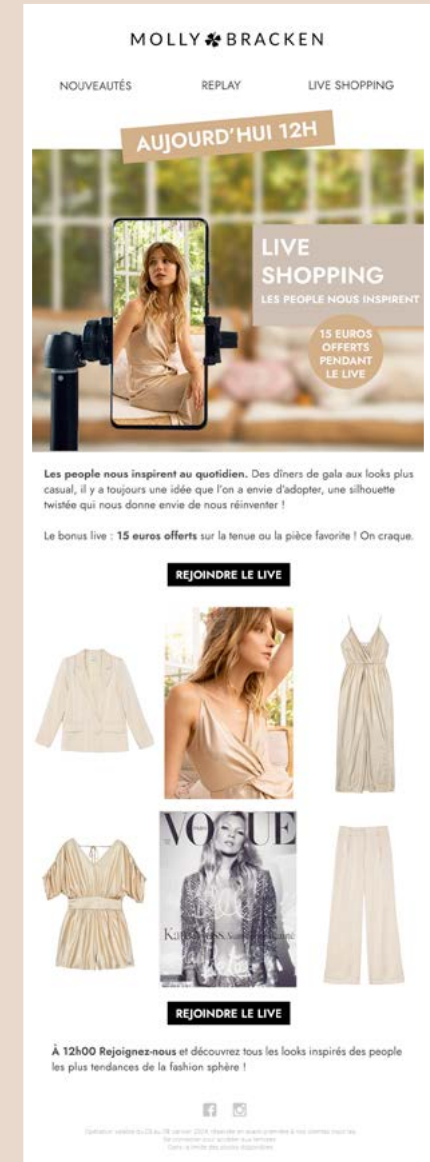 MOLLY BRACKEN
NOUVEAUTÉS REPLAY LIVE SHOPPING
AUJOURD'HUI 12H
LIVE
SHOPPING
LES PEOPLE NOUS INSPIRENT
15 EUROS
OFFERTS
PENDANT
LE LIVE
Les people nous inspirent au quotidien. Des dîners de gala aux looks plus
casual, il y a toujours une idée que l'on a envie d'adopter, une silhouette
twistée qui nous donne envie de nous réinventer !
Le bonus live : 15 euros offerts sur la tenue ou la pièce favorite ! On craque.
REJOINDRE LE LIVE
VOGUE
PARIS
REJOINDRE LE LIVE
À 12h00 Rejoignez-nous et découvrez tous les looks inspirés des people
les plus tendances de la fashion sphère !